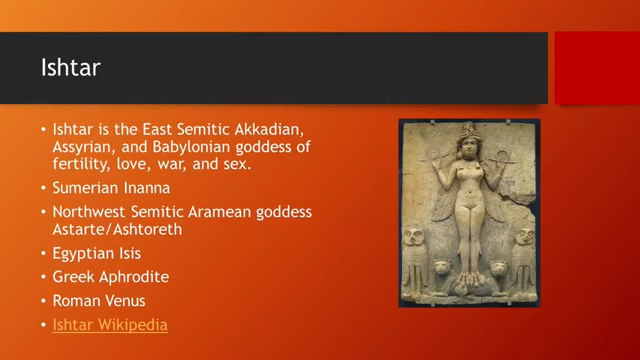 Ishtar
• Ishtar is the East Semitic Akkadian,
Assyrian, and Babylonian goddess of
fertility, love, war, and sex.
• Sumerian Inanna
• Northwest Semitic Aramean goddess
Astarte/Ashtoreth
• Egyptian Isis
• Greek Aphrodite
• Roman Venus
• Ishtar Wikipedia